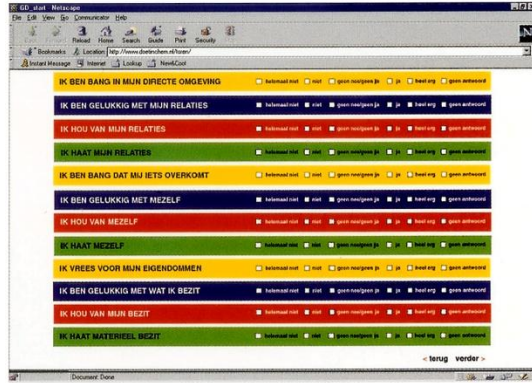 GD_start - Netscape
File Edit View Go Communicator Help
Reload Home Search Guide Print Security
Bookmarks Location http://www.doetinchem.nl/toren/
Instant Message Internet Lookup New&Cool
IK BEN BANG IN MIJN DIRECTE OMGEVING helemaal niet niet geen nee/geen ja ja heel erg geen antwoord
IK BEN GELUKKIG MET MIJN RELATIES helemaal niet niet geen nee/geen ja ja heel erg geen antwoord
IK HOU VAN MIJN RELATIES helemaal niet niet geen nee/geen ja ja heel erg geen antwoord
IK HAAT MIJN RELATIES helemaal niet niet geen nee/geen ja ja heel erg geen antwoord
IK BEN BANG DAT MIJ IETS OVERKOMT helemaal niet niet geen nee/geen ja ja heel erg geen antwoord
IK BEN GELUKKIG MET MEZELF helemaal niet niet geen nee/geen ja ja heel erg geen antwoord
IK HOU VAN MEZELF helemaal niet niet geen nee/geen ja ja heel erg geen antwoord
IK HAAT MEZELF helemaal niet niet geen nee/geen ja ja heel erg geen antwoord
IK VREES VOOR MIJN EIGENDOMMEN helemaal niet niet geen nee/geen ja ja heel erg geen antwoord
IK BEN GELUKKIG MET WAT IK BEZIT helemaal niet niet geen nee/geen ja ja heel erg geen antwoord
IK HOU VAN MIJN BEZIT helemaal niet niet geen nee/geen ja ja heel erg geen antwoord
IK HAAT MATERIEEL BEZIT helemaal niet niet geen nee/geen ja ja heel erg geen antwoord
< terug verder >
Document: Done